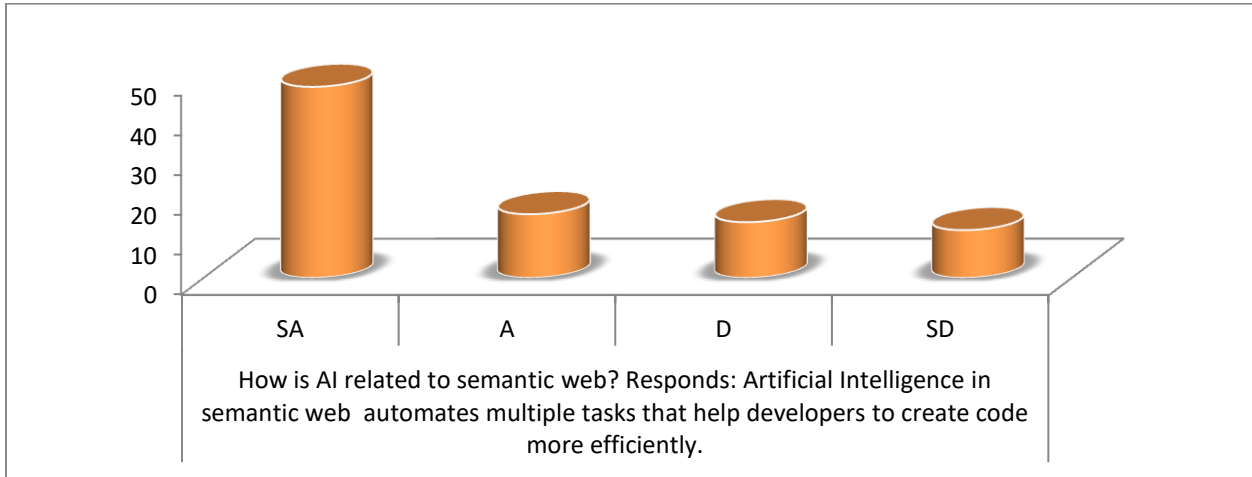 50
40
30
20
10
0
SA A D SD
How is AI related to semantic web? Responds: Artificial Intelligence in
semantic web  automates multiple tasks that help developers to create code
more efficiently.